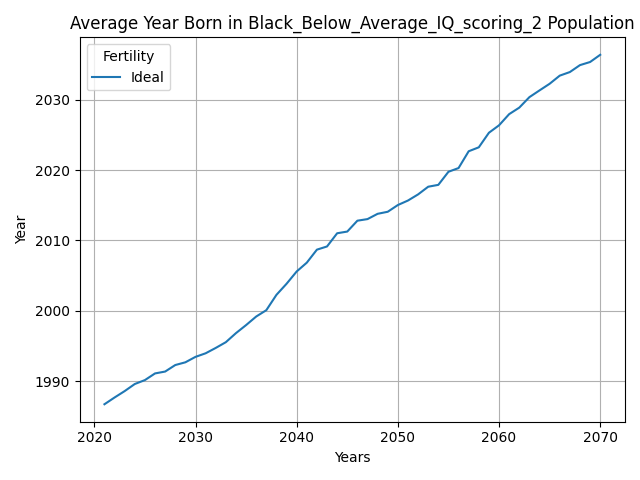 Average Year Born in Black_Below_Average_IQ_scoring_2 Population
Fertility
Ideal
Year
2030
2020
2010
2000
1990
2020 2030 2040 2050 2060 2070
Years